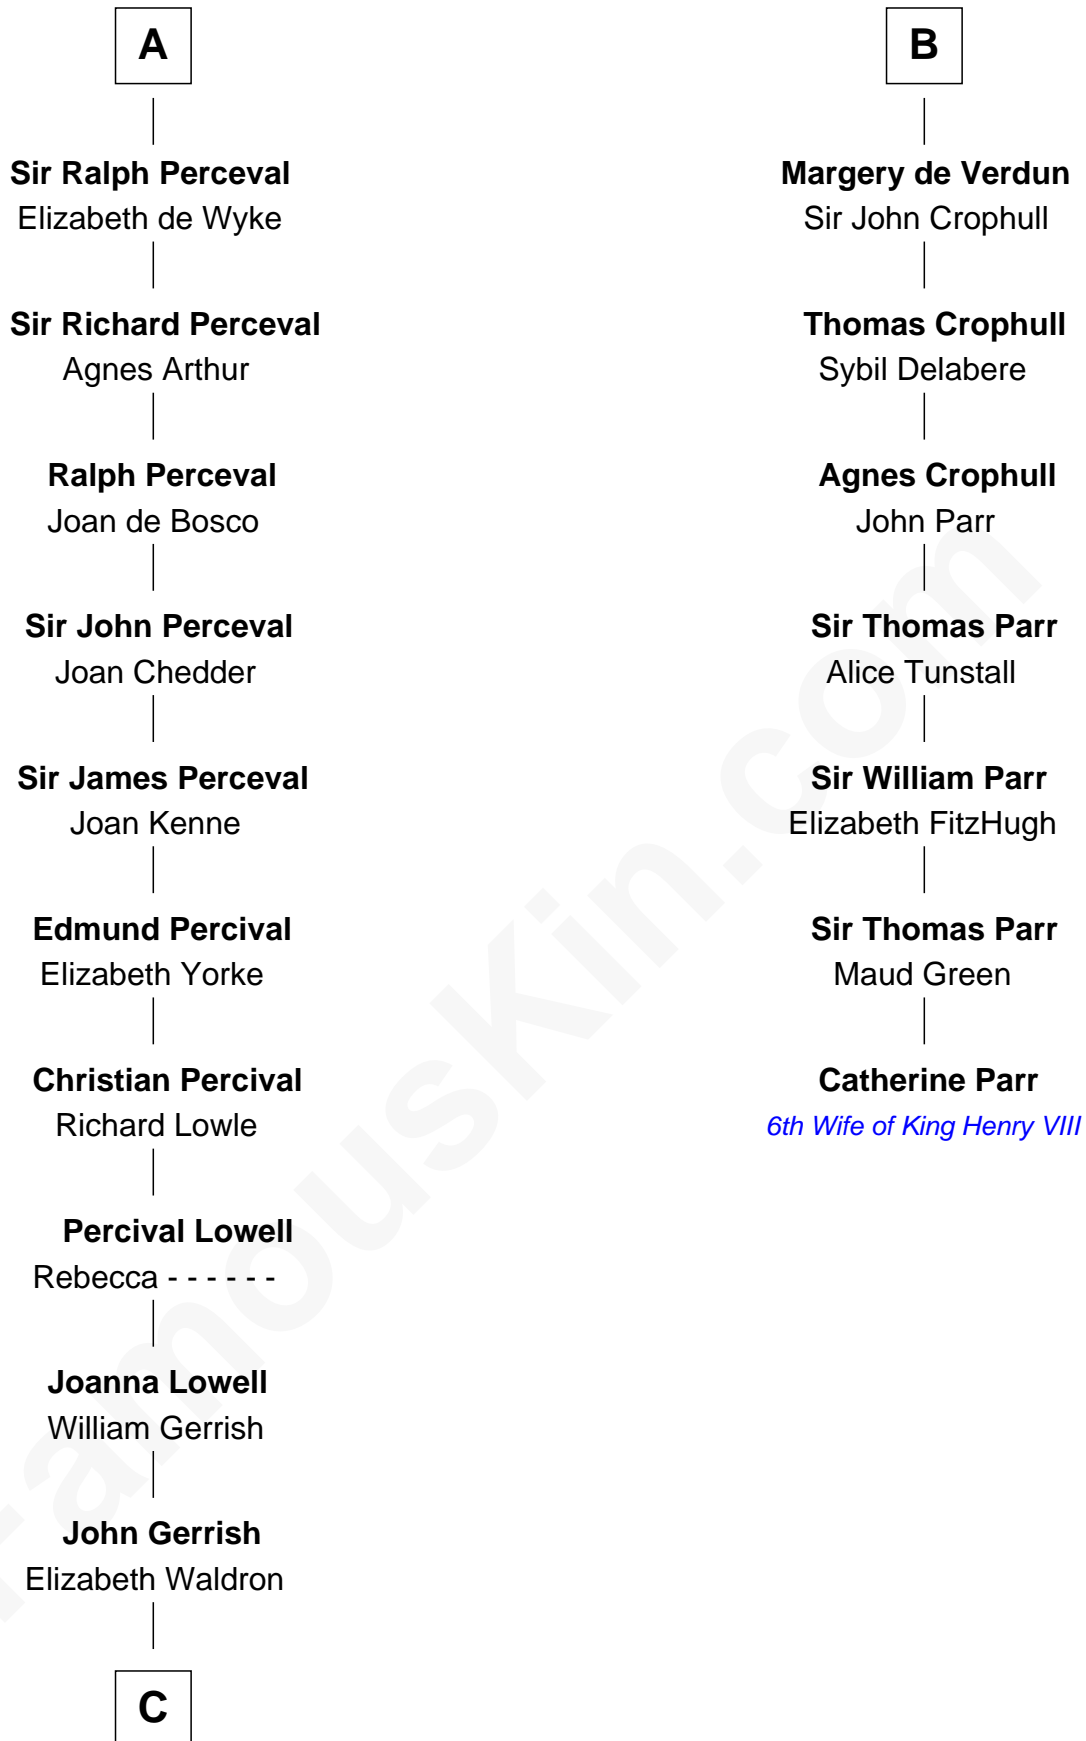 A
Sir Ralph Perceval
Elizabeth de Wyke
Sir Richard Perceval
Agnes Arthur
Ralph Perceval
Joan de Bosco
Sir John Perceval
Joan Chedder
Sir James Perceval
Joan Kenne
Edmund Percival
Elizabeth Yorke
Christian Percival
Richard Lowle
Percival Lowell
Rebecca - - - - - -
Joanna Lowell
William Gerrish
John Gerrish
Elizabeth Waldron
C
B
Margery de Verdun
Sir John Crophull
Thomas Crophull
Sybil Delabere
Agnes Crophull
John Parr
Sir Thomas Parr
Alice Tunstall
Sir William Parr
Elizabeth FitzHugh
Sir Thomas Parr
Maud Green
Catherine Parr
6th Wife of King Henry VIII
FamousKin.com